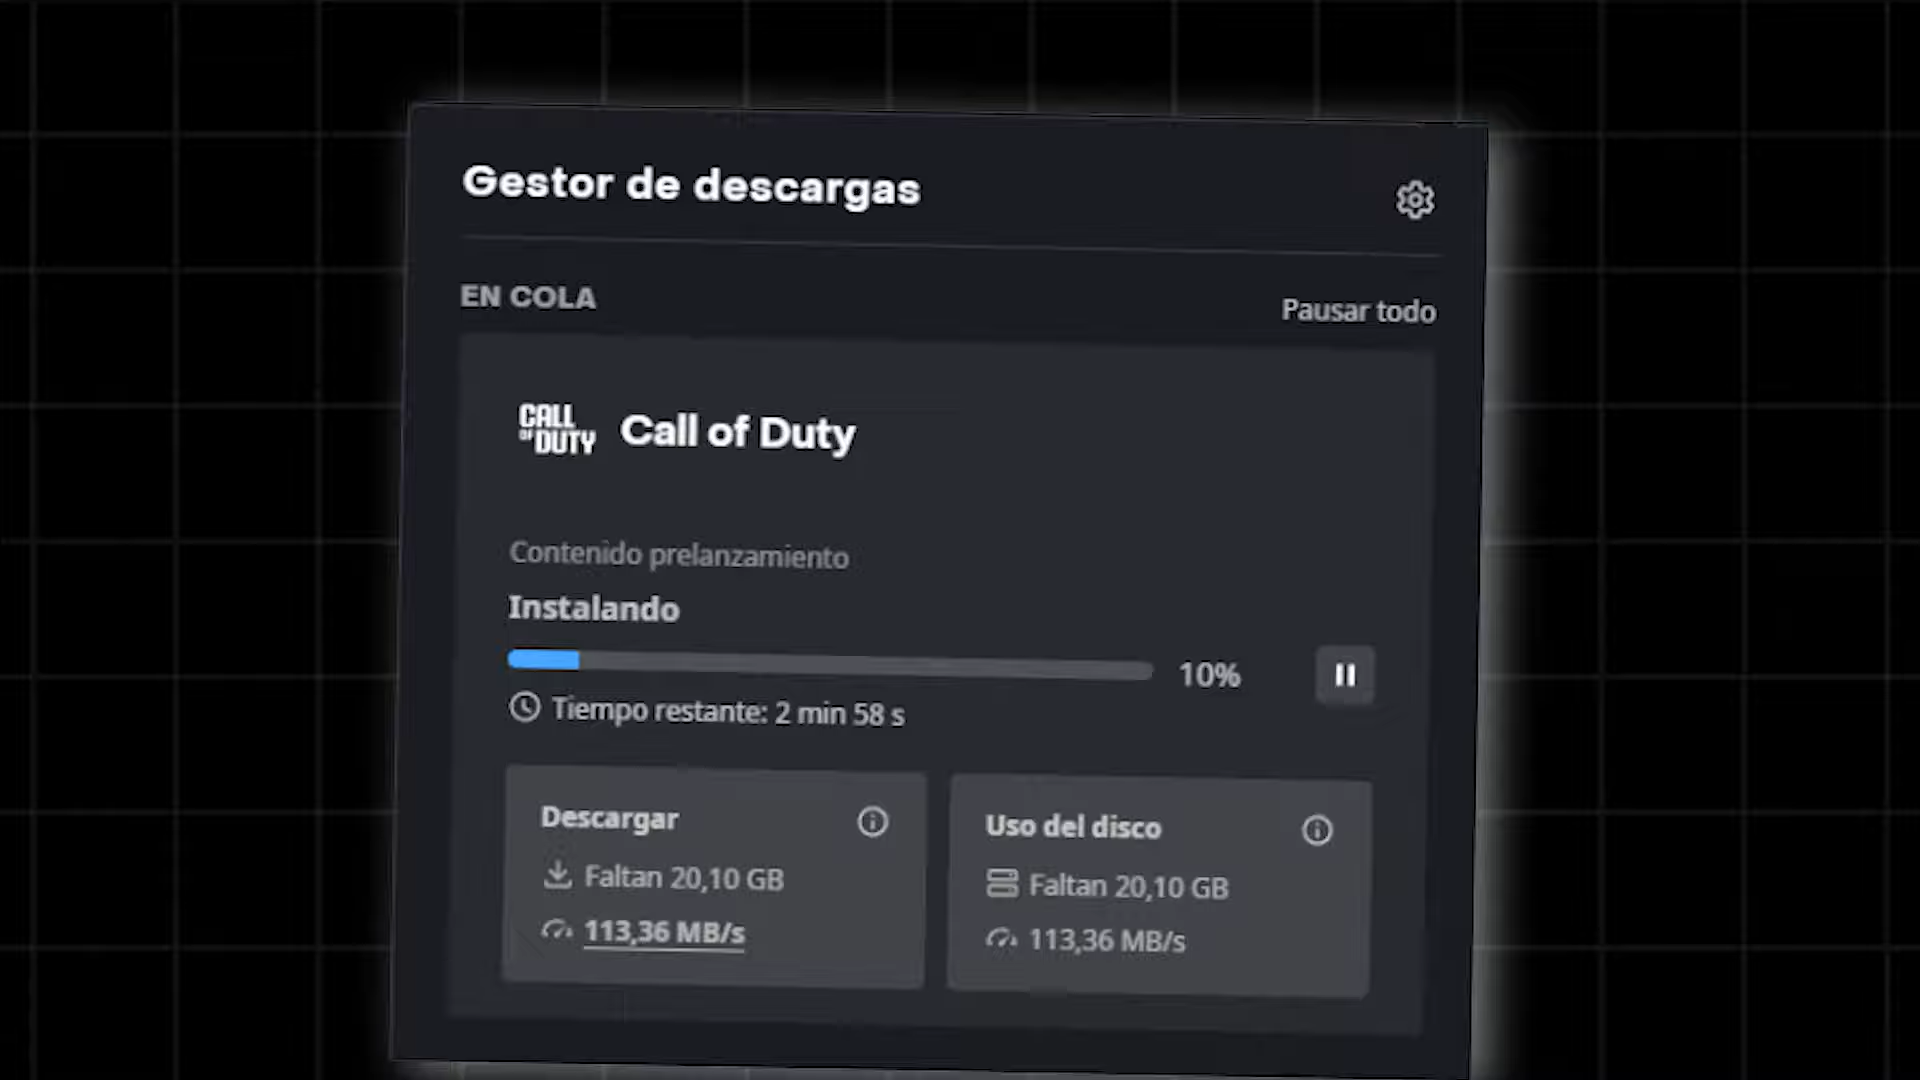 Gestor de descargas
EN COLA
Pausar todo
CALL OF DUTY
Call of Duty
Contenido prelanzamiento
Instalando
10%
Tiempo restante: 2 min 58 s
Descargar
Faltan 20,10 GB
113,36 MB/s
Uso del disco
Faltan 20,10 GB
113,36 MB/s